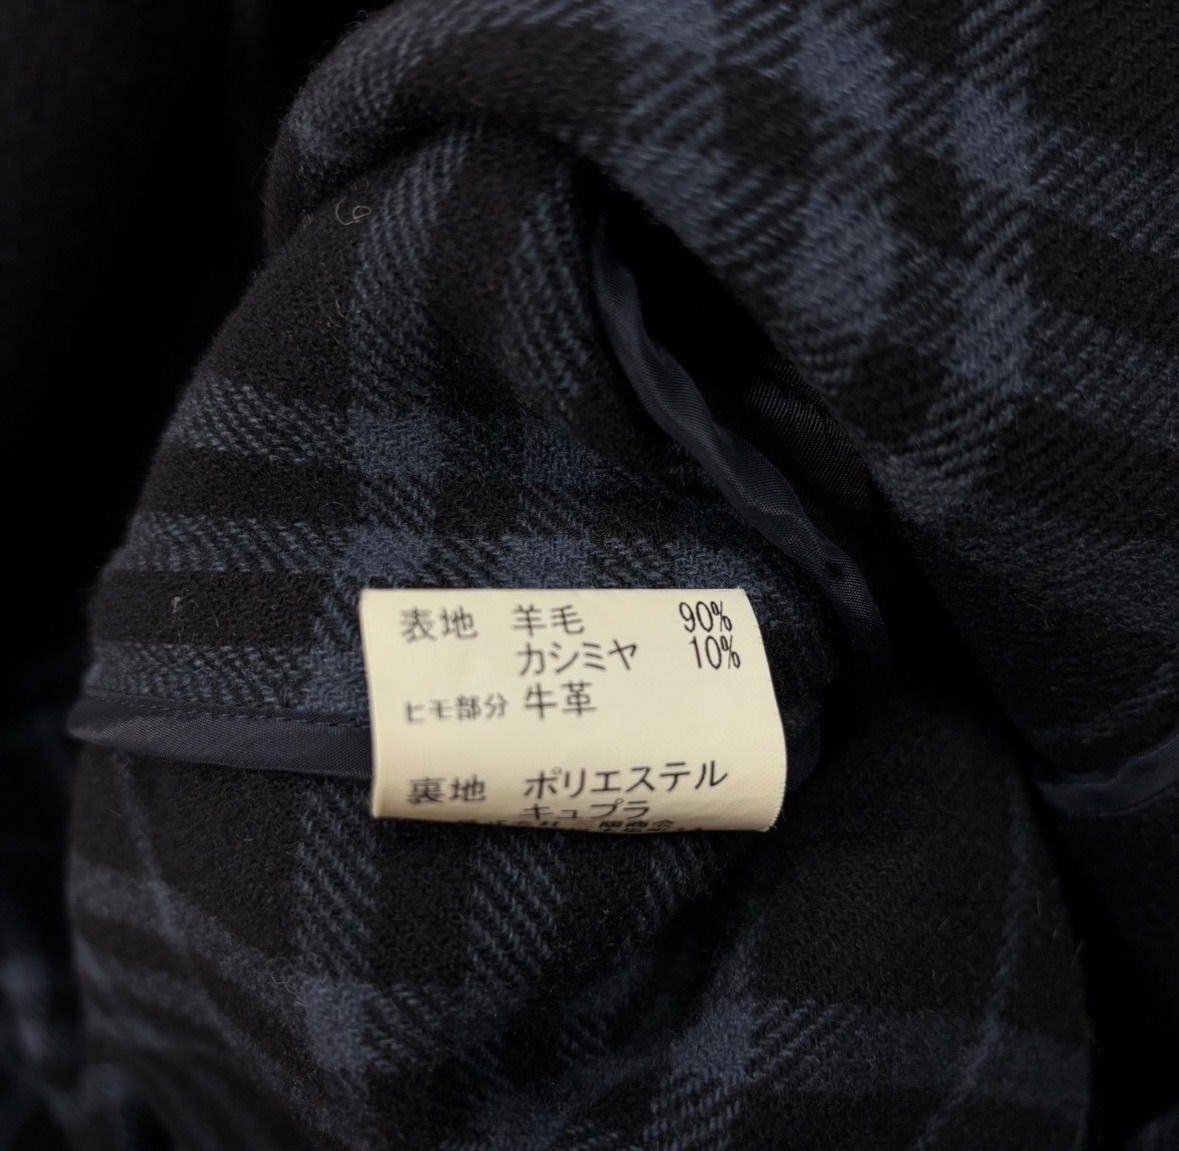 表地 羊毛 90%
カシミヤ 10%
ヒモ部分 牛革
裏地 ポリエステル
キュプラ